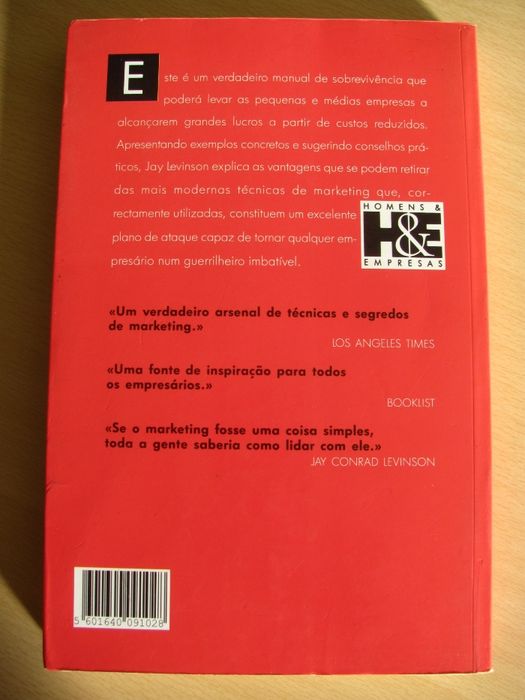 Este é um verdadeiro manual de sobrevivência que
poderá levar as pequenas e médias empresas a
alcançarem grandes lucros a partir de custos reduzidos.
Apresentando exemplos concretos e sugerindo conselhos prá-
ticos, Jay Levinson explica as vantagens que se podem retirar
das mais modernas técnicas de marketing que, cor-
rectamente utilizadas, constituem um excelente
plano de ataque capaz de tornar qualquer em-
presário num guerrilheiro imbatível.
HOMENS &
H&E
EMPRESAS
«Um verdadeiro arsenal de técnicas e segredos
de marketing.»
LOS ANGELES TIMES
«Uma fonte de inspiração para todos
os empresários.»
BOOKLIST
«Se o marketing fosse uma coisa simples,
toda a gente saberia como lidar com ele.»
JAY CONRAD LEVINSON
5 601640 091028